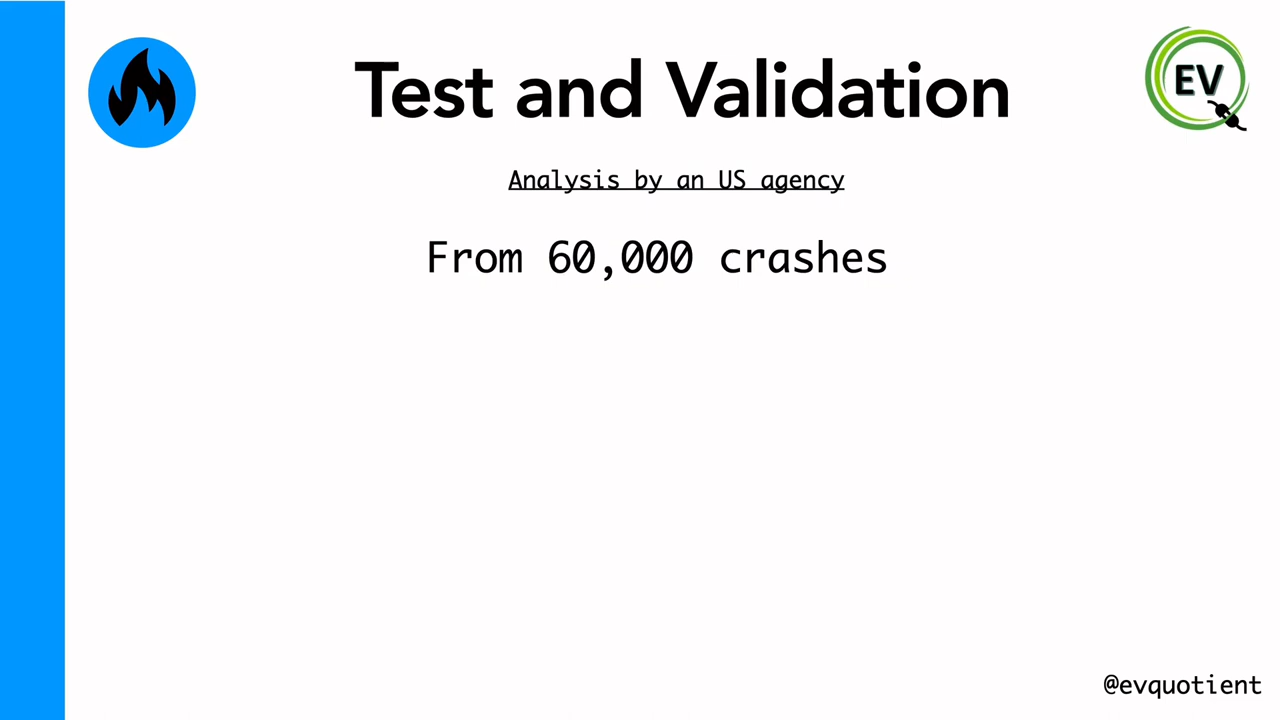 Test and Validation
EV
Analysis by an US agency
From 60,000 crashes
@evquotient